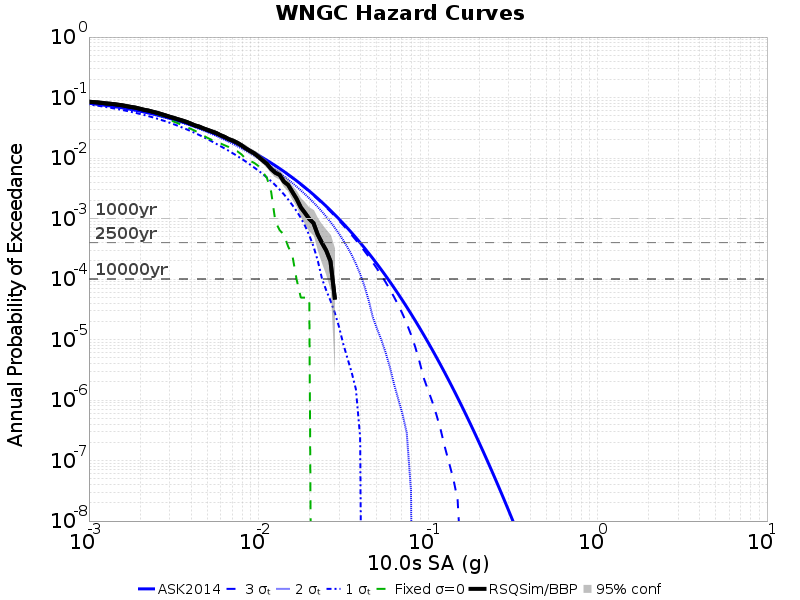 WNGC Hazard Curves
Annual Probability of Exceedance
10^0
10^-1
10^-2
10^-3
10^-4
10^-5
10^-6
10^-7
10^-8
1000yr
2500yr
10000yr
10^-3 10^-2 10^-1 10^0 10^1
10.0s SA (g)
ASK2014 3 σₜ 2 σₜ 1 σₜ Fixed σ=0 RSQSim/BBP 95% conf